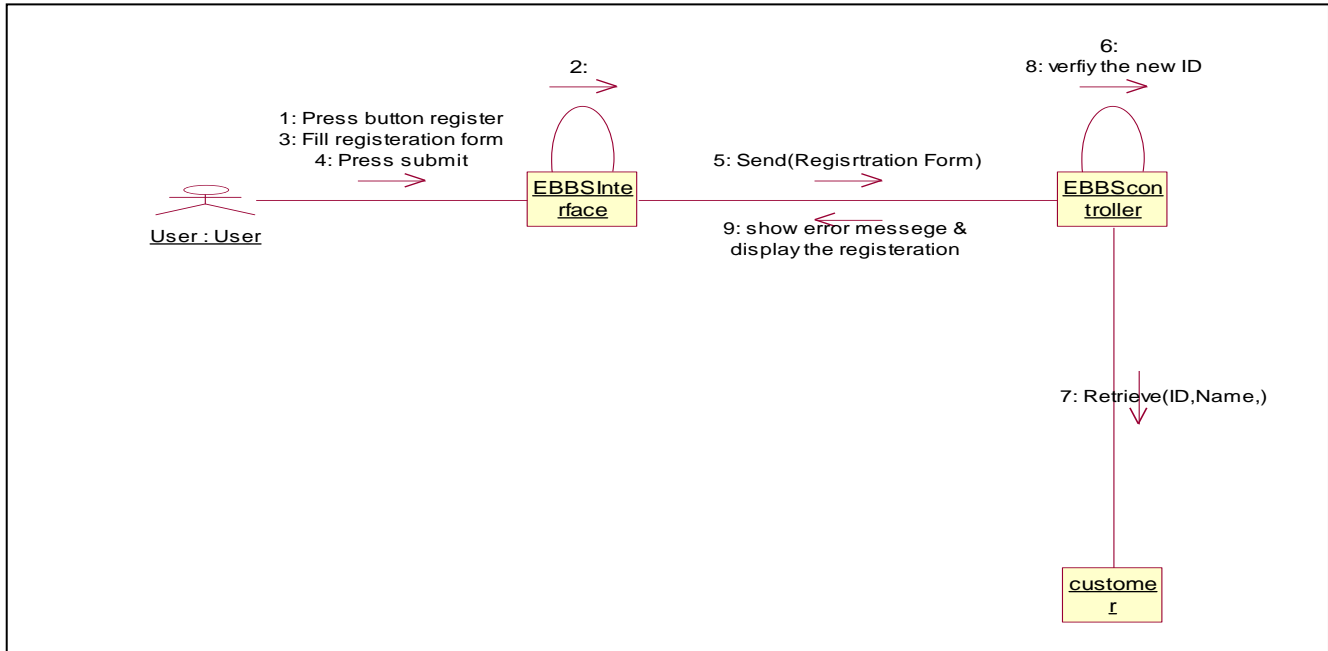 2:
6:
8: verfiy the new ID
1: Press button register
3: Fill registeration form
4: Press submit
5: Send(Regisrtration Form)
EBBSInte
rface
EBBScon
troller
User : User
9: show error messege &
display the registeration
7: Retrieve(ID,Name,)
custome
r